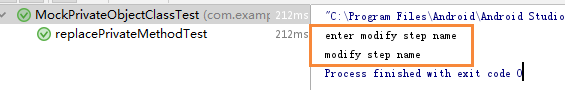 MockPrivateObjectClassTest (com.examp 212ms
replacePrivateMethodTest 212ms
"C:\Program Files\Android\Android Studio
enter modify step name
modify step name
Process finished with exit code 0